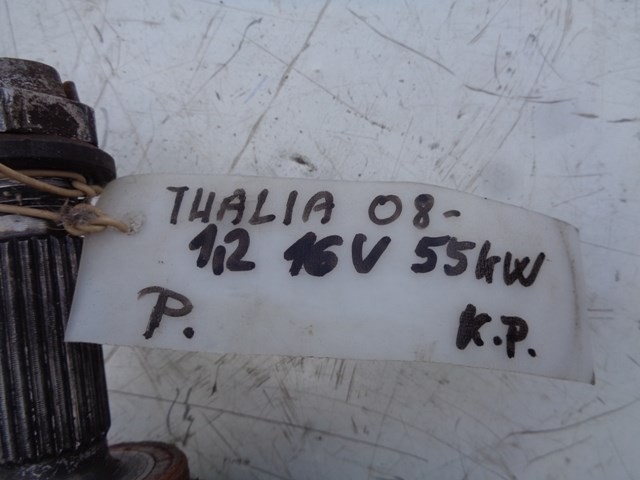 THALIA 08-
1,2 16V 55kW
P. K.P.